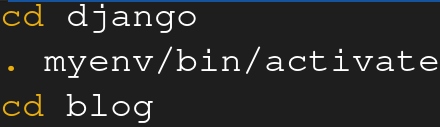 cd django
. myenv/bin/activate
cd blog